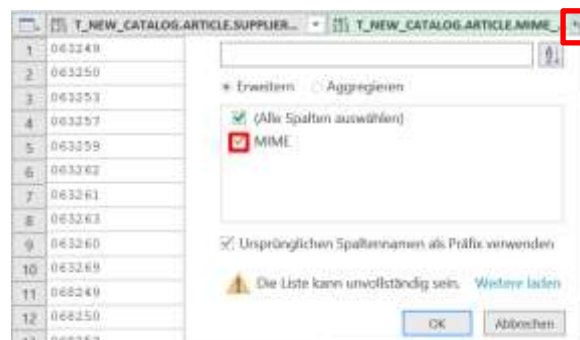 T_NEW_CATALOG.ARTICLE.SUPPLIER... T_NEW_CATALOG.ARTICLE.MIME_...
1 063249
2 063250
3 063253
4 063257
5 063259
6 063262
7 063261
8 063263
9 063260
10 063269
11 068249
12 068250
Erweitern Aggregieren
(Alle Spalten auswählen)
MIME
Ursprünglichen Spaltennamen als Präfix verwenden
Die Liste kann unvollständig sein. Weitere laden
OK Abbrechen